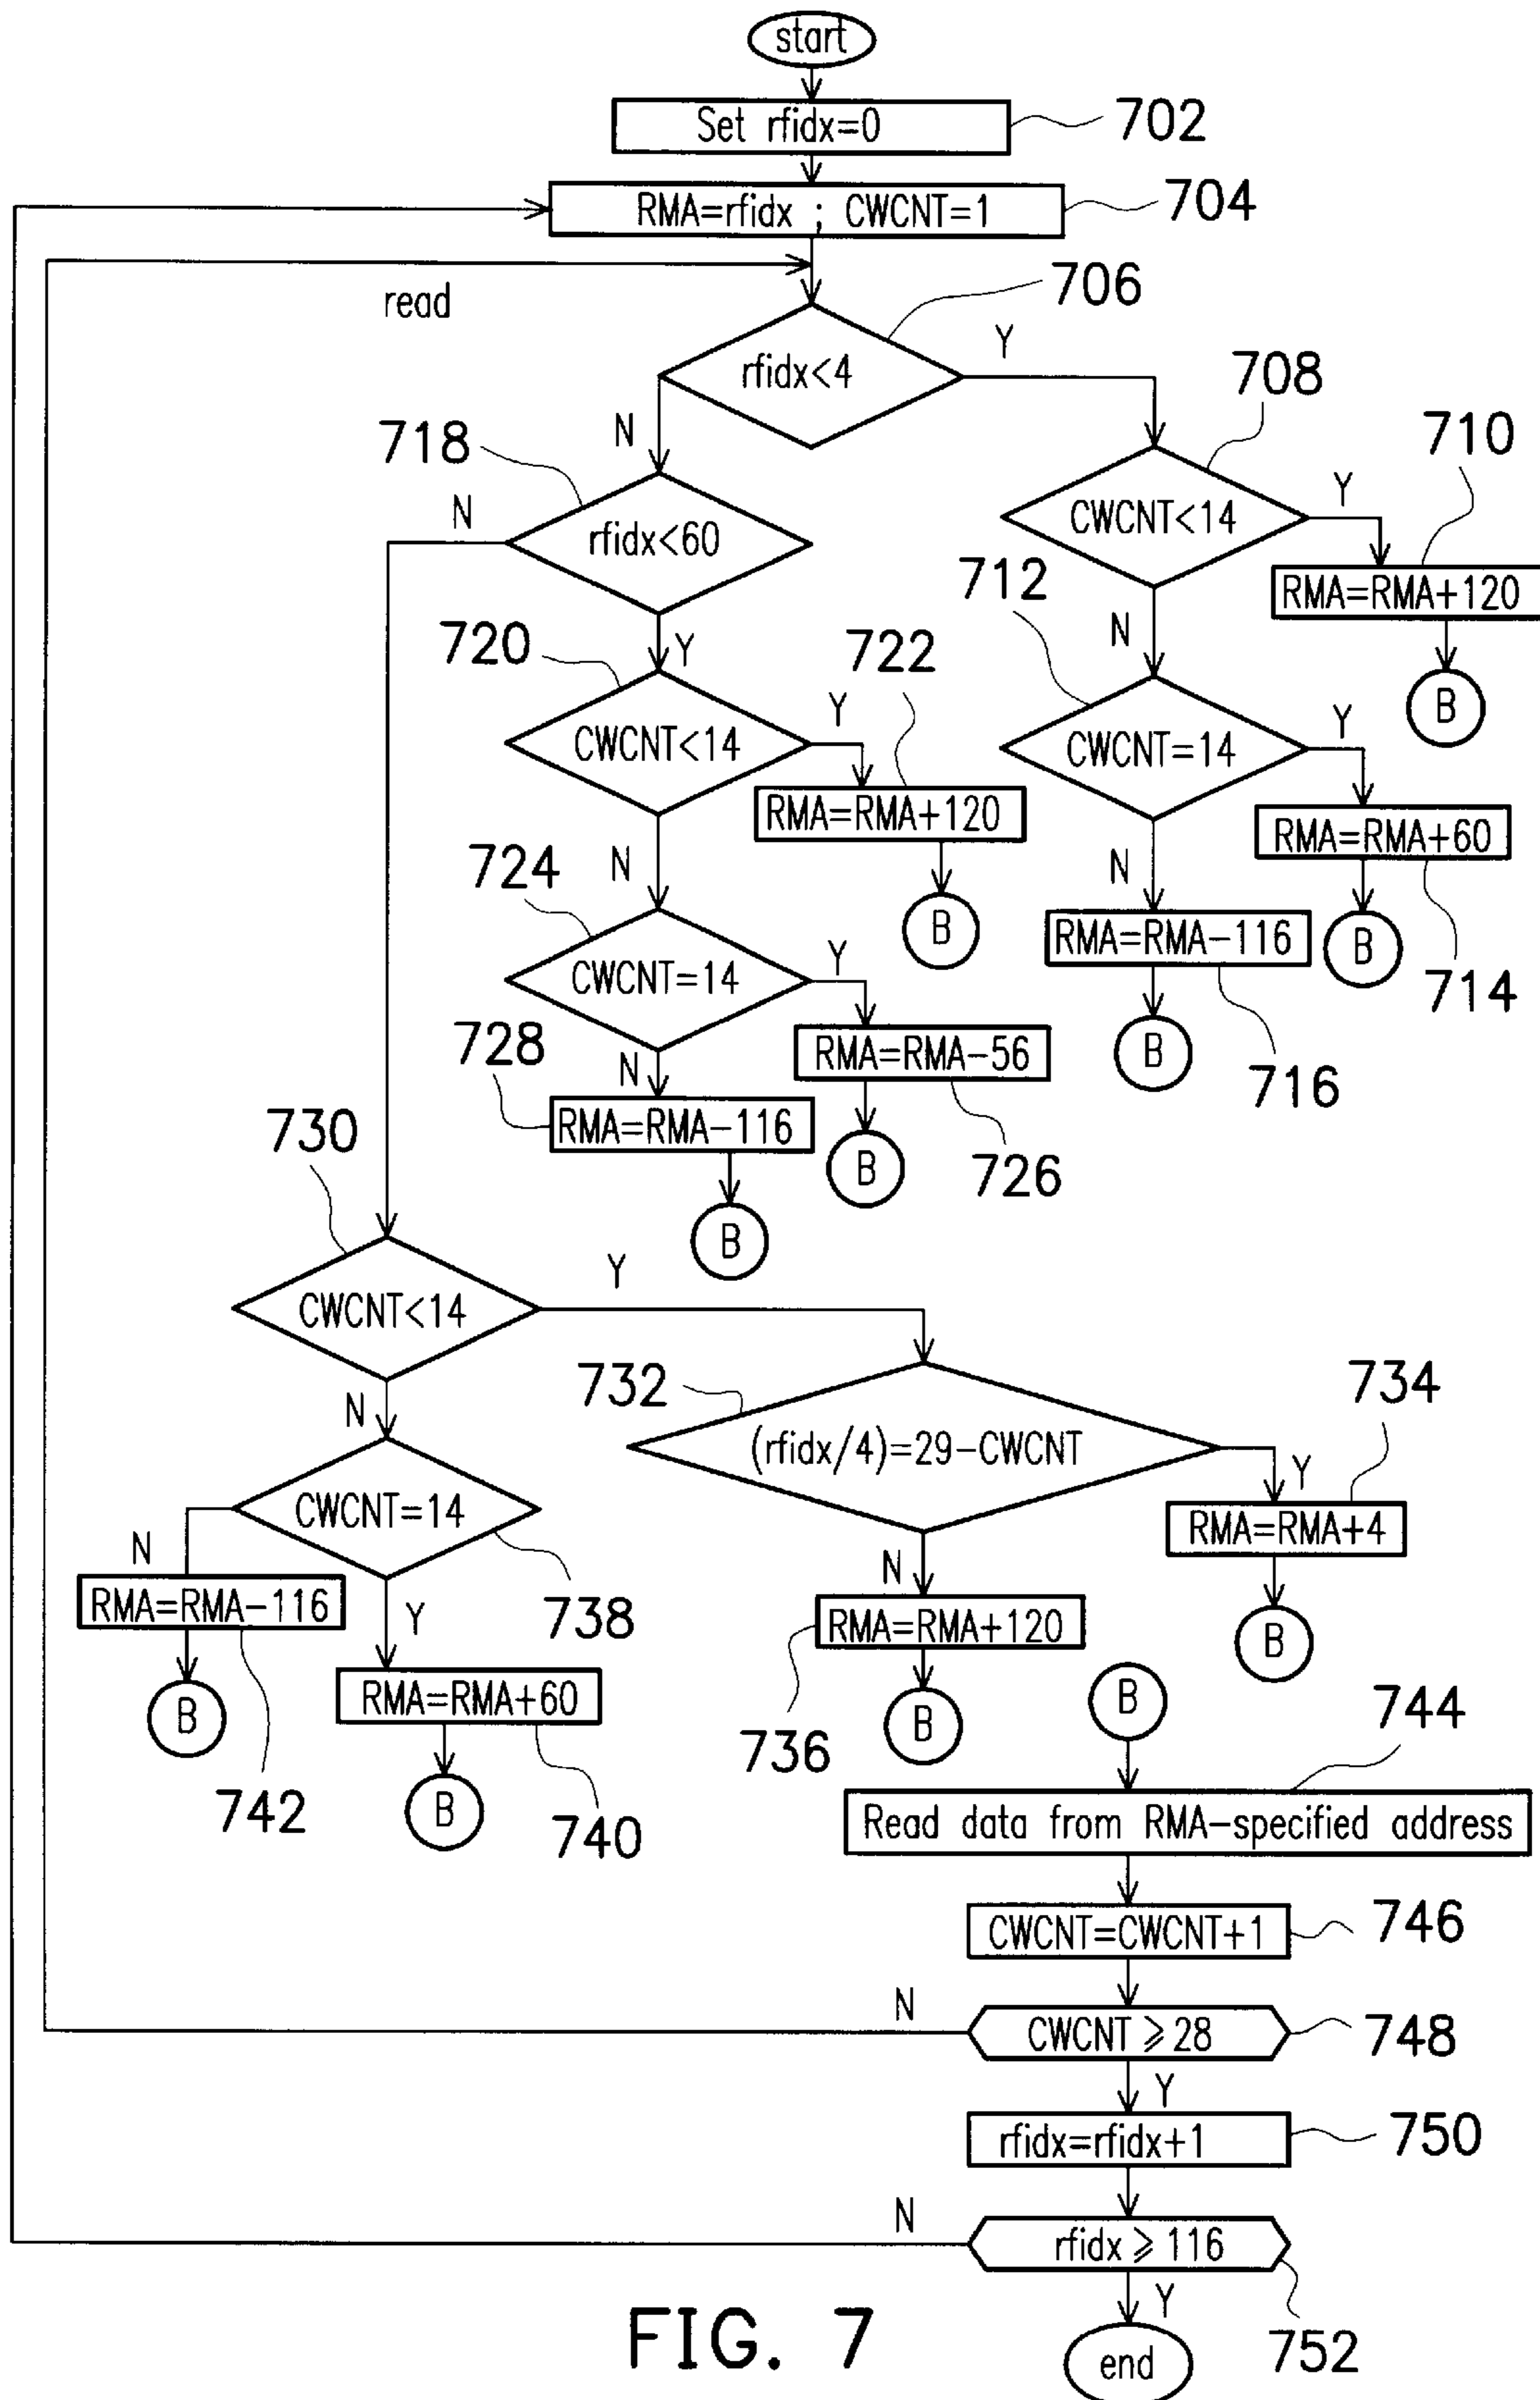 start
Set rfidx=0
702
RMA=rfidx ; CWCNT=1
704
read
706
rfidx<4
Y
N
708
718
710
CWCNT<14
Y
N
rfidx<60
712
RMA=RMA+120
N
720
Y
722
B
CWCNT<14
Y
CWCNT=14
Y
RMA=RMA+120
RMA=RMA+60
N
724
N
B
B
RMA=RMA-116
714
CWCNT=14
Y
728
N
RMA=RMA-56
B
716
RMA=RMA-116
730
B
726
B
Y
CWCNT<14
732
734
N
(rfidx/4)=29-CWCNT
Y
CWCNT=14
RMA=RMA+4
N
N
RMA=RMA-116
Y
738
RMA=RMA+120
B
B
RMA=RMA+60
B
736
B
744
742
B
740
Read data from RMA-specified address
CWCNT=CWCNT+1
746
N
CWCNT⩾28
748
Y
rfidx=rfidx+1
750
N
rfidx⩾116
Y
752
end
FIG. 7